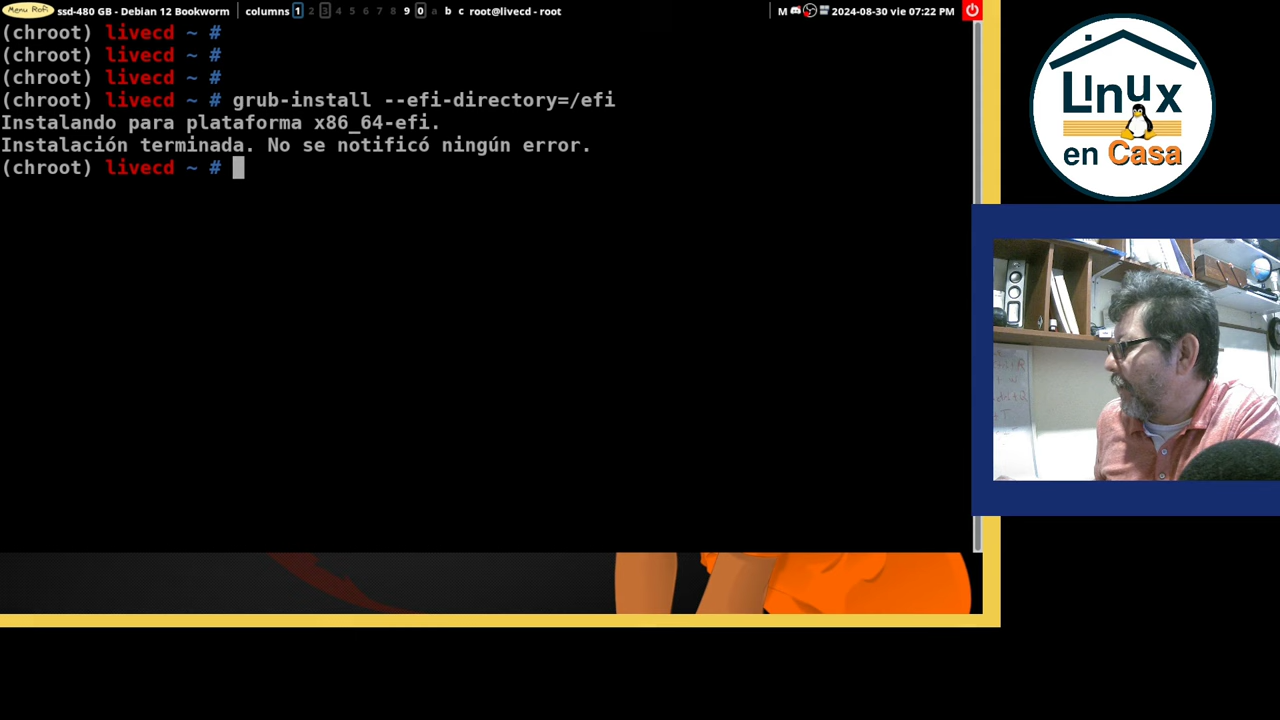 Menu Rofi ssd-480 GB - Debian 12 Bookworm columns 1 2 3 4 5 6 7 8 9 0 a b c root@livecd - root M 2024-08-30 vie 07:22 PM
(chroot) livecd ~ #
(chroot) livecd ~ #
(chroot) livecd ~ #
(chroot) livecd ~ # grub-install --efi-directory=/efi
Instalando para plataforma x86_64-efi.
Instalación terminada. No se notificó ningún error.
(chroot) livecd ~ #
Linux
en Casa